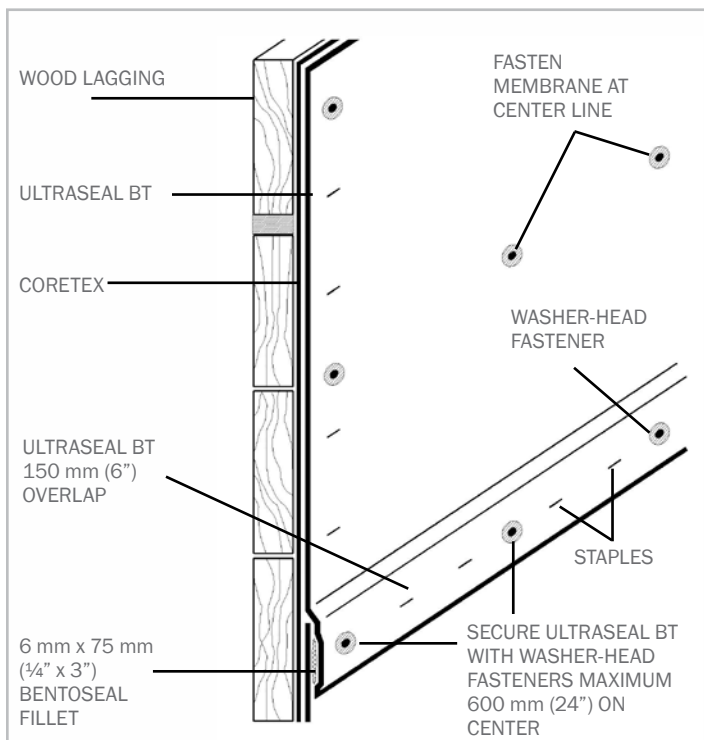 WOOD LAGGING
ULTRASEAL BT
CORETEX
ULTRASEAL BT
150 mm (6”)
OVERLAP
6 mm x 75 mm
(¼” x 3”)
BENTOSEAL
FILLET
FASTEN
MEMBRANE AT
CENTER LINE
WASHER-HEAD
FASTENER
STAPLES
SECURE ULTRASEAL BT
WITH WASHER-HEAD
FASTENERS MAXIMUM
600 mm (24”) ON
CENTER